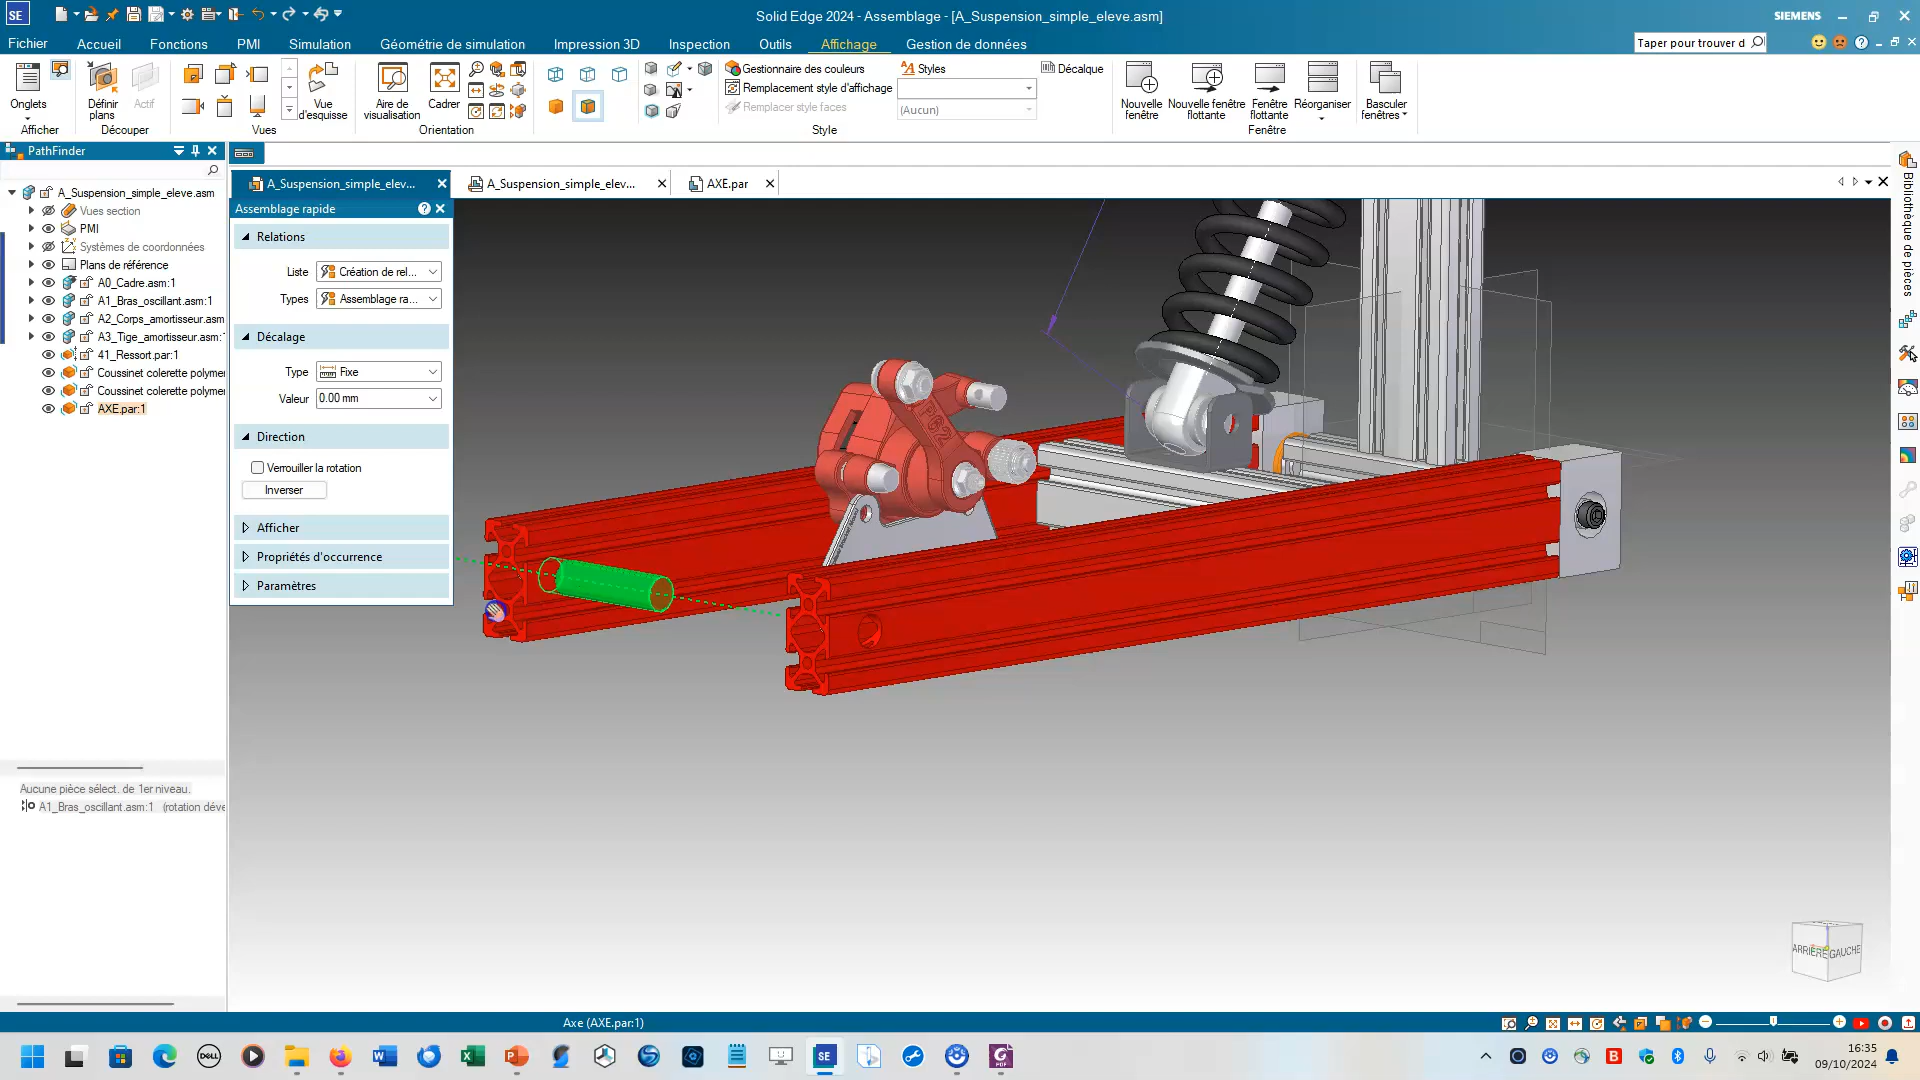 Solid Edge 2024 - Assemblage - [A_Suspension_simple_eleve.asm]
SIEMENS
SE
Fichier Accueil Fonctions PMI Simulation Géométrie de simulation Impression 3D Inspection Outils Affichage Gestion de données
Taper pour trouver d
Onglets
Afficher
Définir plans
Actif
Découper
Vue d'esquisse
Vues
Aire de visualisation
Cadrer
Orientation
Gestionnaire des couleurs
Remplacement style d'affichage
Remplacer style faces
Styles
(Aucun)
Décalque
Style
Nouvelle fenêtre
Nouvelle fenêtre flottante
Fenêtre flottante
Réorganiser
Basculer fenêtres
Fenêtre
PathFinder
A_Suspension_simple_eleve.asm
Vues section
PMI
Systèmes de coordonnées
Plans de référence
A0_Cadre.asm:1
A1_Bras_oscillant.asm:1
A2_Corps_amortisseur.asm
A3_Tige_amortisseur.asm:
41_Ressort.par:1
Coussinet colerette polymer
Coussinet colerette polymer
AXE.par:1
Aucune pièce sélect. de 1er niveau.
A1_Bras_oscillant.asm:1 (rotation déve
A_Suspension_simple_elev...
A_Suspension_simple_elev...
AXE.par
Assemblage rapide
Relations
Liste Création de rel...
Types Assemblage ra...
Décalage
Type Fixe
Valeur 0.00 mm
Direction
Verrouiller la rotation
Inverser
Afficher
Propriétés d'occurrence
Paramètres
P62
ARRIÈRE
GAUCHE
Bibliothèque de pièces
Axe (AXE.par:1)
16:35
09/10/2024